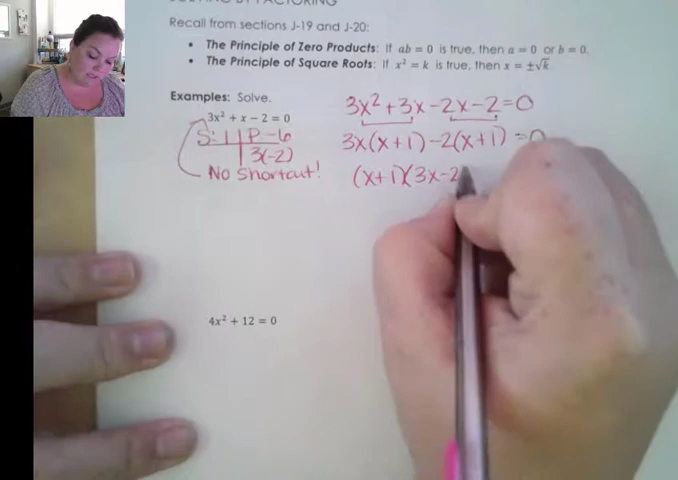 Recall from sections J-19 and J-20:
• The Principle of Zero Products: If ab = 0 is true, then a = 0 or b = 0.
• The Principle of Square Roots: If x² = k is true, then x = ±√k.
Examples: Solve.
3x² + x − 2 = 0
S: 1 | P −6
3(−2)
No Shortcut!
3x² + 3x − 2x − 2 = 0
3x(x + 1) − 2(x + 1) = 0
(x + 1)(3x − 2
4x² + 12 = 0